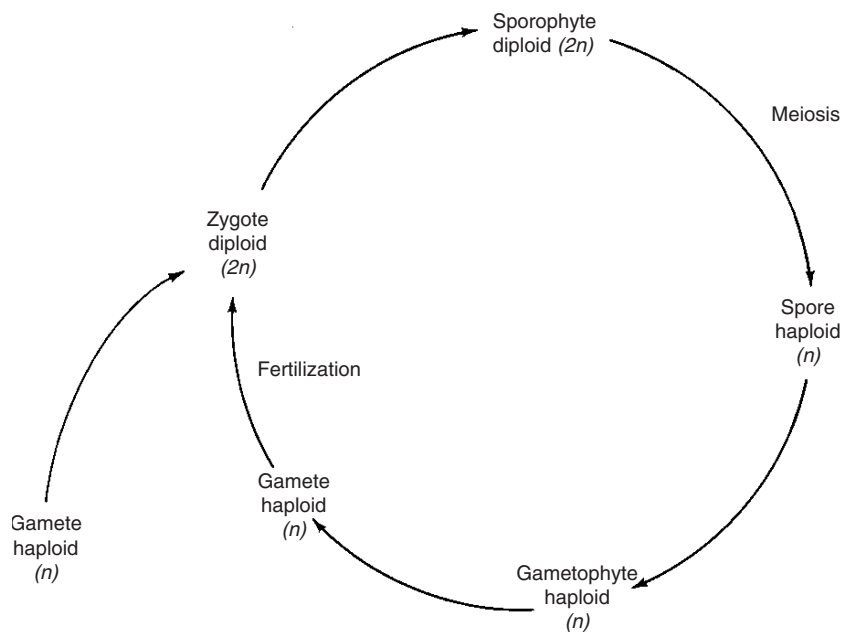 Sporophyte
diploid (2n)
Meiosis
Zygote
diploid
(2n)
Spore
haploid
(n)
Fertilization
Gamete
haploid
(n)
Gamete
haploid
(n)
Gametophyte
haploid
(n)